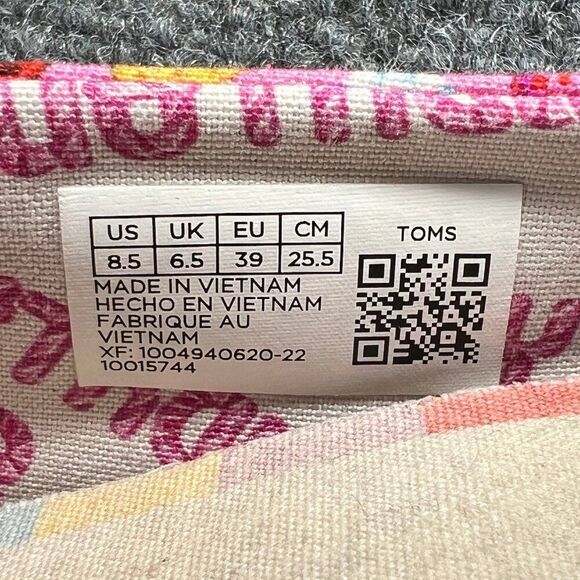 US UK EU CM
8.5 6.5 39 25.5
TOMS
MADE IN VIETNAM
HECHO EN VIETNAM
FABRIQUE AU
VIETNAM
XF: 1004940620-22
10015744